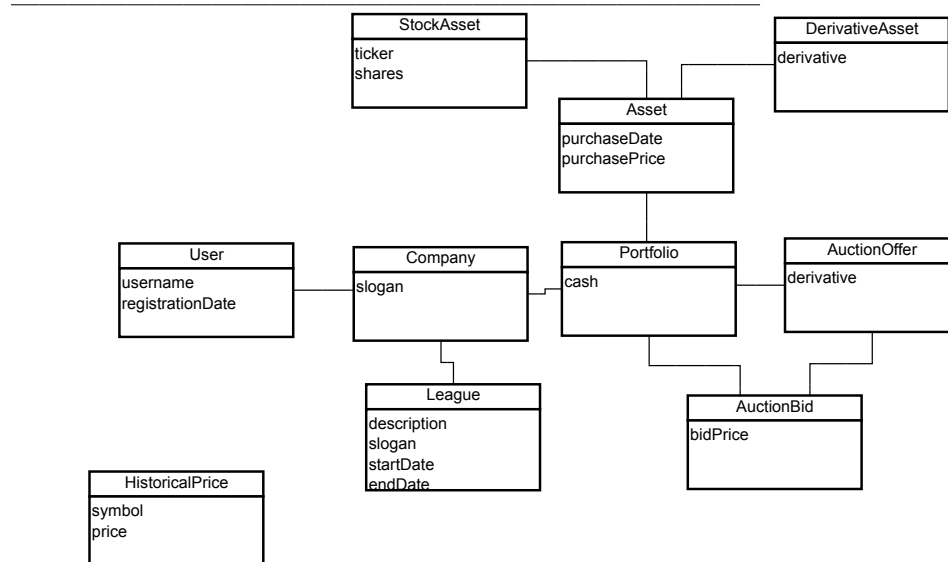 StockAsset
ticker
shares
DerivativeAsset
derivative
Asset
purchaseDate
purchasePrice
User
username
registrationDate
Company
slogan
Portfolio
cash
AuctionOffer
derivative
League
description
slogan
startDate
endDate
AuctionBid
bidPrice
HistoricalPrice
symbol
price